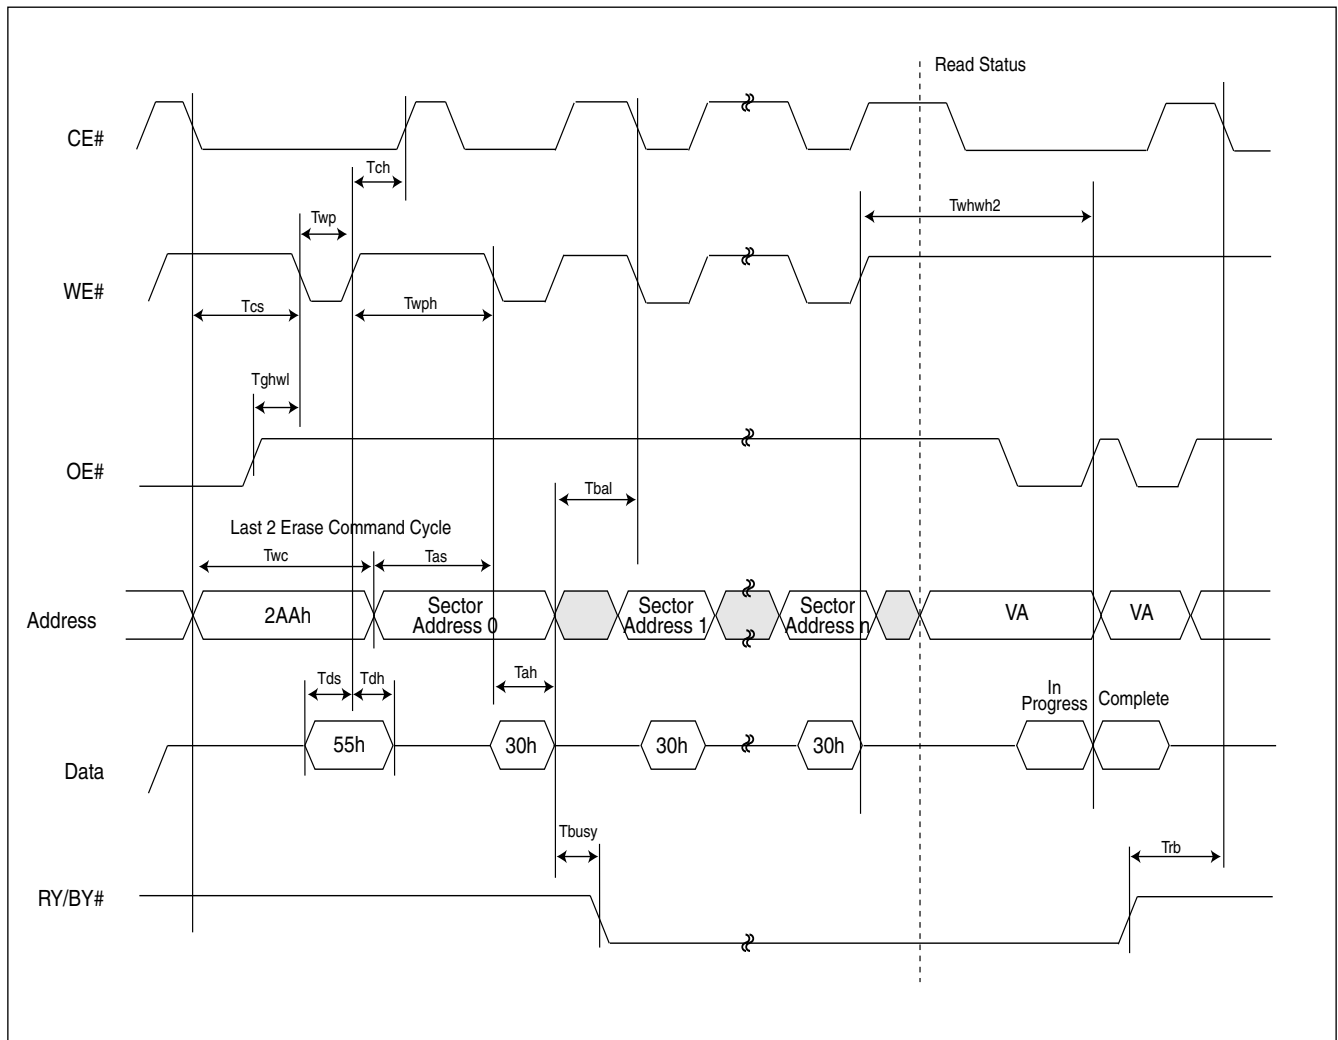 Read Status
CE#
Tch
Twhwh2
Twp
WE#
Tcs
Twph
Tghwl
OE#
Tbal
Last 2 Erase Command Cycle
Twc
Tas
Address
2AAh
Sector
Address 0
Sector
Address 1
Sector
Address n
VA
VA
Tds
Tdh
Tah
In
Progress
Complete
Data
55h
30h
30h
30h
Tbusy
Trb
RY/BY#